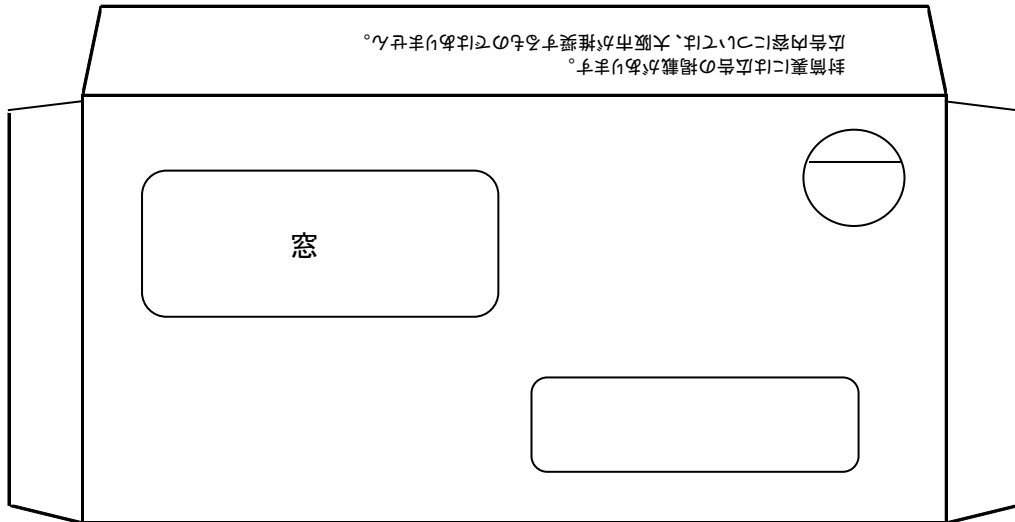 封筒裏には広告の掲載があります。
広告内容については、大阪市が推奨するものではありません。
窓